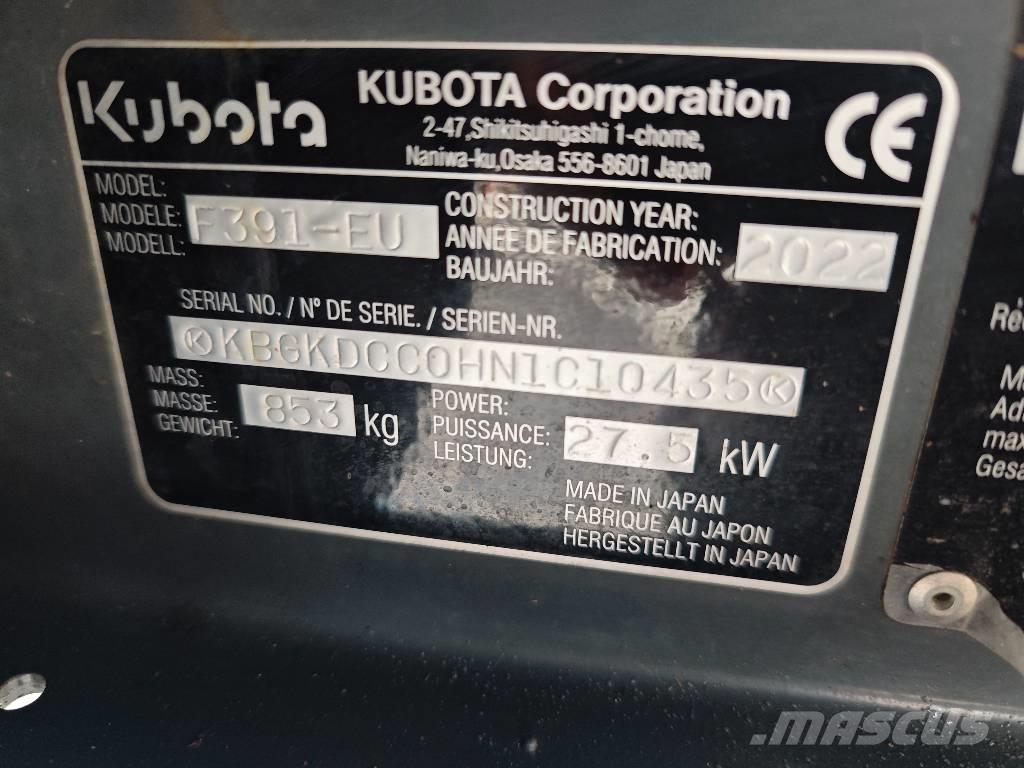 Kubota
KUBOTA Corporation
2-47,Shikitsuhigashi 1-chome,
Naniwa-ku,Osaka 556-8601 Japan
CE
MODEL:
MODELE:
MODELL:
F391-EU
CONSTRUCTION YEAR:
ANNEE DE FABRICATION:
BAUJAHR:
2022
SERIAL NO. / N° DE SERIE. / SERIEN-NR.
KBGKDCC0HN1C10435
MASS:
MASSE:
GEWICHT:
853 kg
POWER:
PUISSANCE:
LEISTUNG:
27.5 kW
MADE IN JAPAN
FABRIQUE AU JAPON
HERGESTELLT IN JAPAN
max
MASCUS